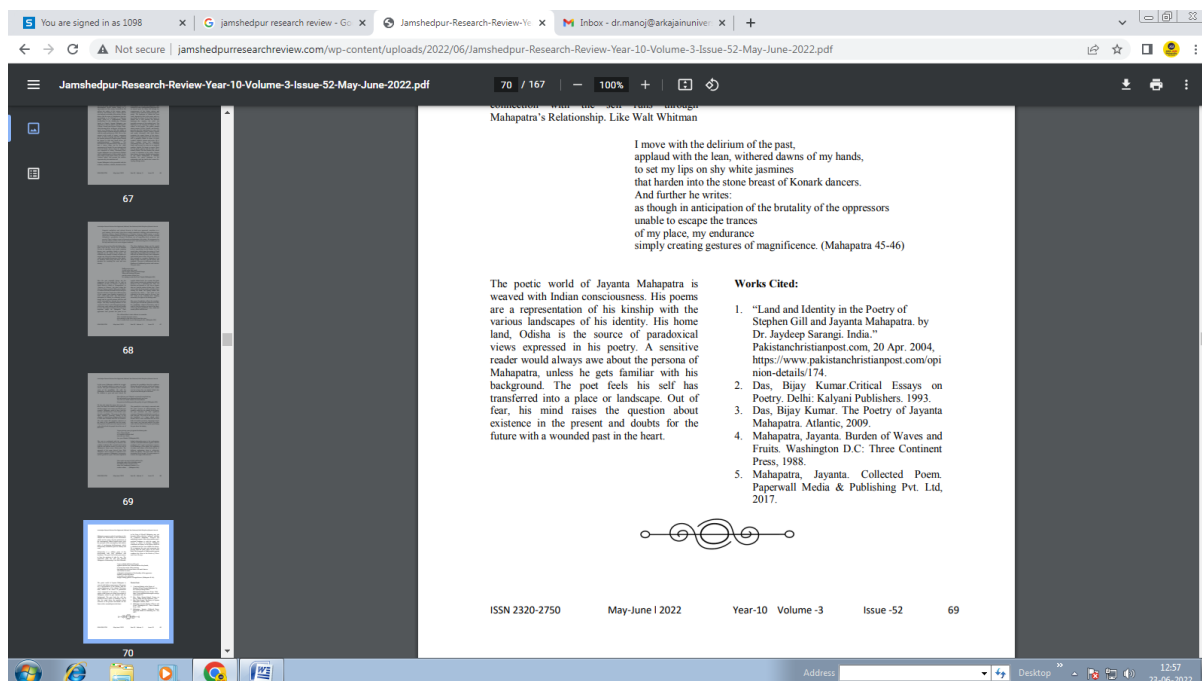 You are signed in as 1098
jamshedpur research review - Go
Jamshedpur-Research-Review-Ye
Inbox - dr.manoj@arkajainuniver
Not secure | jamshedpurresearchreview.com/wp-content/uploads/2022/06/Jamshedpur-Research-Review-Year-10-Volume-3-Issue-52-May-June-2022.pdf
Jamshedpur-Research-Review-Year-10-Volume-3-Issue-52-May-June-2022.pdf
70 / 167
100%
67
68
69
70
connection with the self runs through
Mahapatra's Relationship. Like Walt Whitman
I move with the delirium of the past,
applaud with the lean, withered dawns of my hands,
to set my lips on shy white jasmines
that harden into the stone breast of Konark dancers.
And further he writes:
as though in anticipation of the brutality of the oppressors
unable to escape the trances
of my place, my endurance
simply creating gestures of magnificence. (Mahapatra 45-46)
The poetic world of Jayanta Mahapatra is
weaved with Indian consciousness. His poems
are a representation of his kinship with the
various landscapes of his identity. His home
land, Odisha is the source of paradoxical
views expressed in his poetry. A sensitive
reader would always awe about the persona of
Mahapatra, unless he gets familiar with his
background. The poet feels his self has
transferred into a place or landscape. Out of
fear, his mind raises the question about
existence in the present and doubts for the
future with a wounded past in the heart.
Works Cited:
1. “Land and Identity in the Poetry of
Stephen Gill and Jayanta Mahapatra. by
Dr. Jaydeep Sarangi. India.”
Pakistanchristianpost.com, 20 Apr. 2004,
https://www.pakistanchristianpost.com/opi
nion-details/174.
2. Das, Bijay Kumar.Critical Essays on
Poetry. Delhi: Kalyani Publishers. 1993.
3. Das, Bijay Kumar. The Poetry of Jayanta
Mahapatra. Atlantic, 2009.
4. Mahapatra, Jayanta. Burden of Waves and
Fruits. Washington D.C: Three Continent
Press, 1988.
5. Mahapatra, Jayanta. Collected Poem.
Paperwall Media & Publishing Pvt. Ltd,
2017.
ISSN 2320-2750 May-June l 2022 Year-10 Volume -3 Issue -52 69
Address
Desktop
12:57
23-06-2022